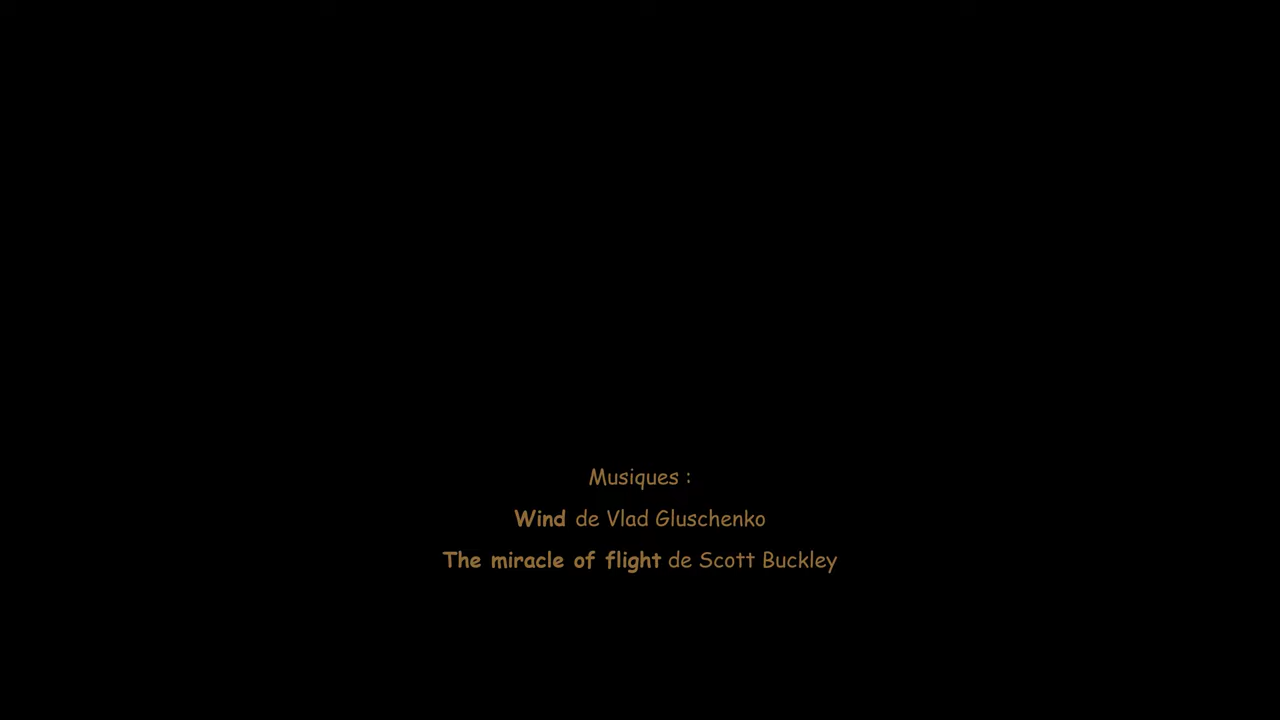 Musiques :
Wind de Vlad Gluschenko
The miracle of flight de Scott Buckley